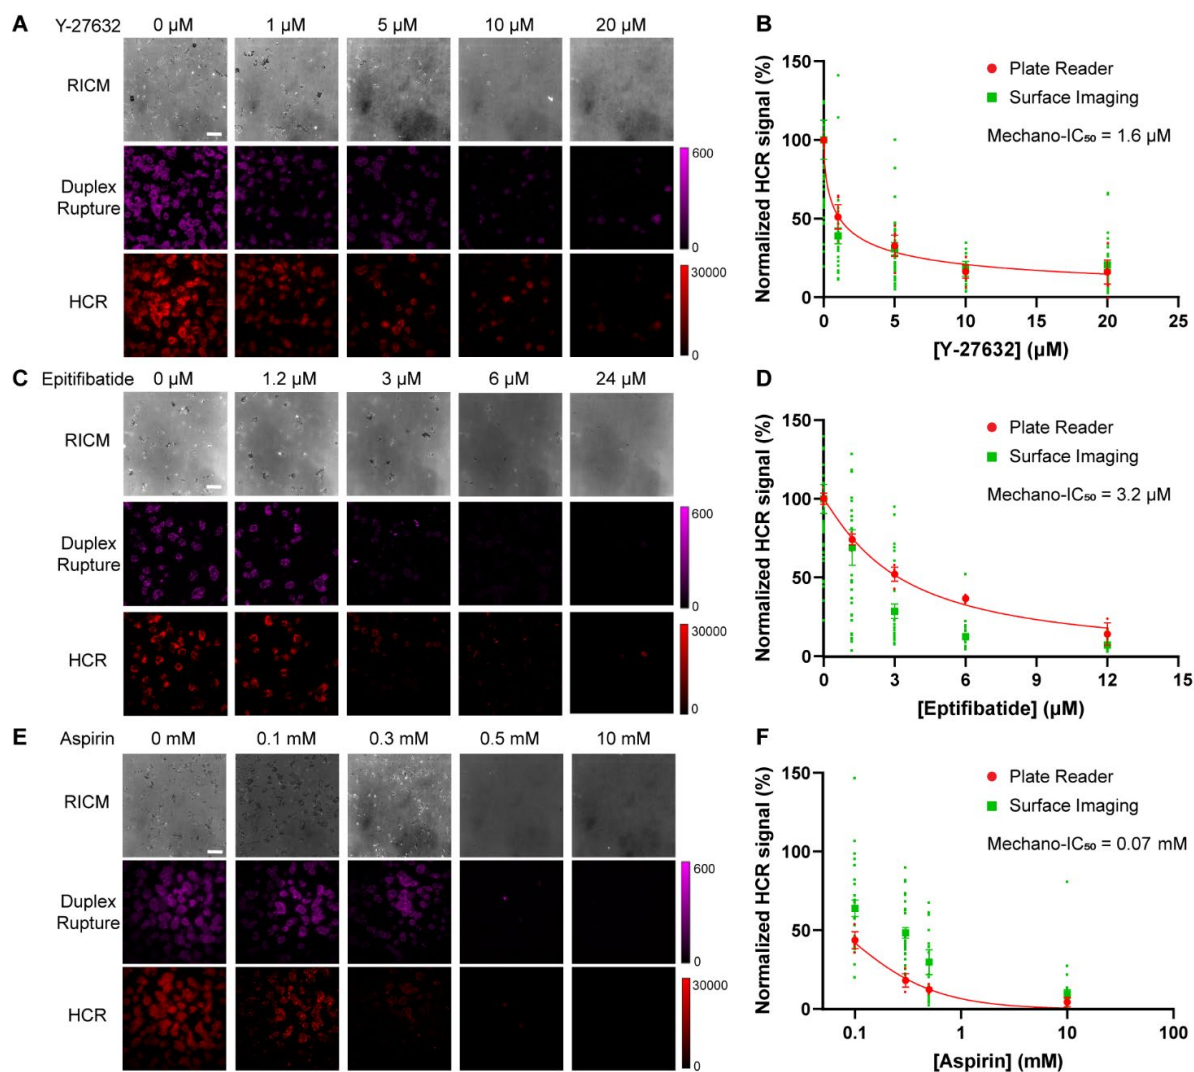 A
Y-27632 0 µM 1 µM 5 µM 10 µM 20 µM
RICM
Duplex
Rupture
600
0
HCR
30000
0
B
Normalized HCR signal (%)
150
100
50
0
Plate Reader
Surface Imaging
Mechano-IC₅₀ = 1.6 µM
0 5 10 15 20 25
[Y-27632] (µM)
C
Epitifibatide 0 µM 1.2 µM 3 µM 6 µM 24 µM
RICM
Duplex
Rupture
600
0
HCR
30000
0
D
Normalized HCR signal (%)
150
100
50
0
Plate Reader
Surface Imaging
Mechano-IC₅₀ = 3.2 µM
0 3 6 9 12 15
[Eptifibatide] (µM)
E
Aspirin 0 mM 0.1 mM 0.3 mM 0.5 mM 10 mM
RICM
Duplex
Rupture
600
0
HCR
30000
0
F
Normalized HCR signal (%)
150
100
50
0
Plate Reader
Surface Imaging
Mechano-IC₅₀ = 0.07 mM
0.1 1 10 100
[Aspirin] (mM)